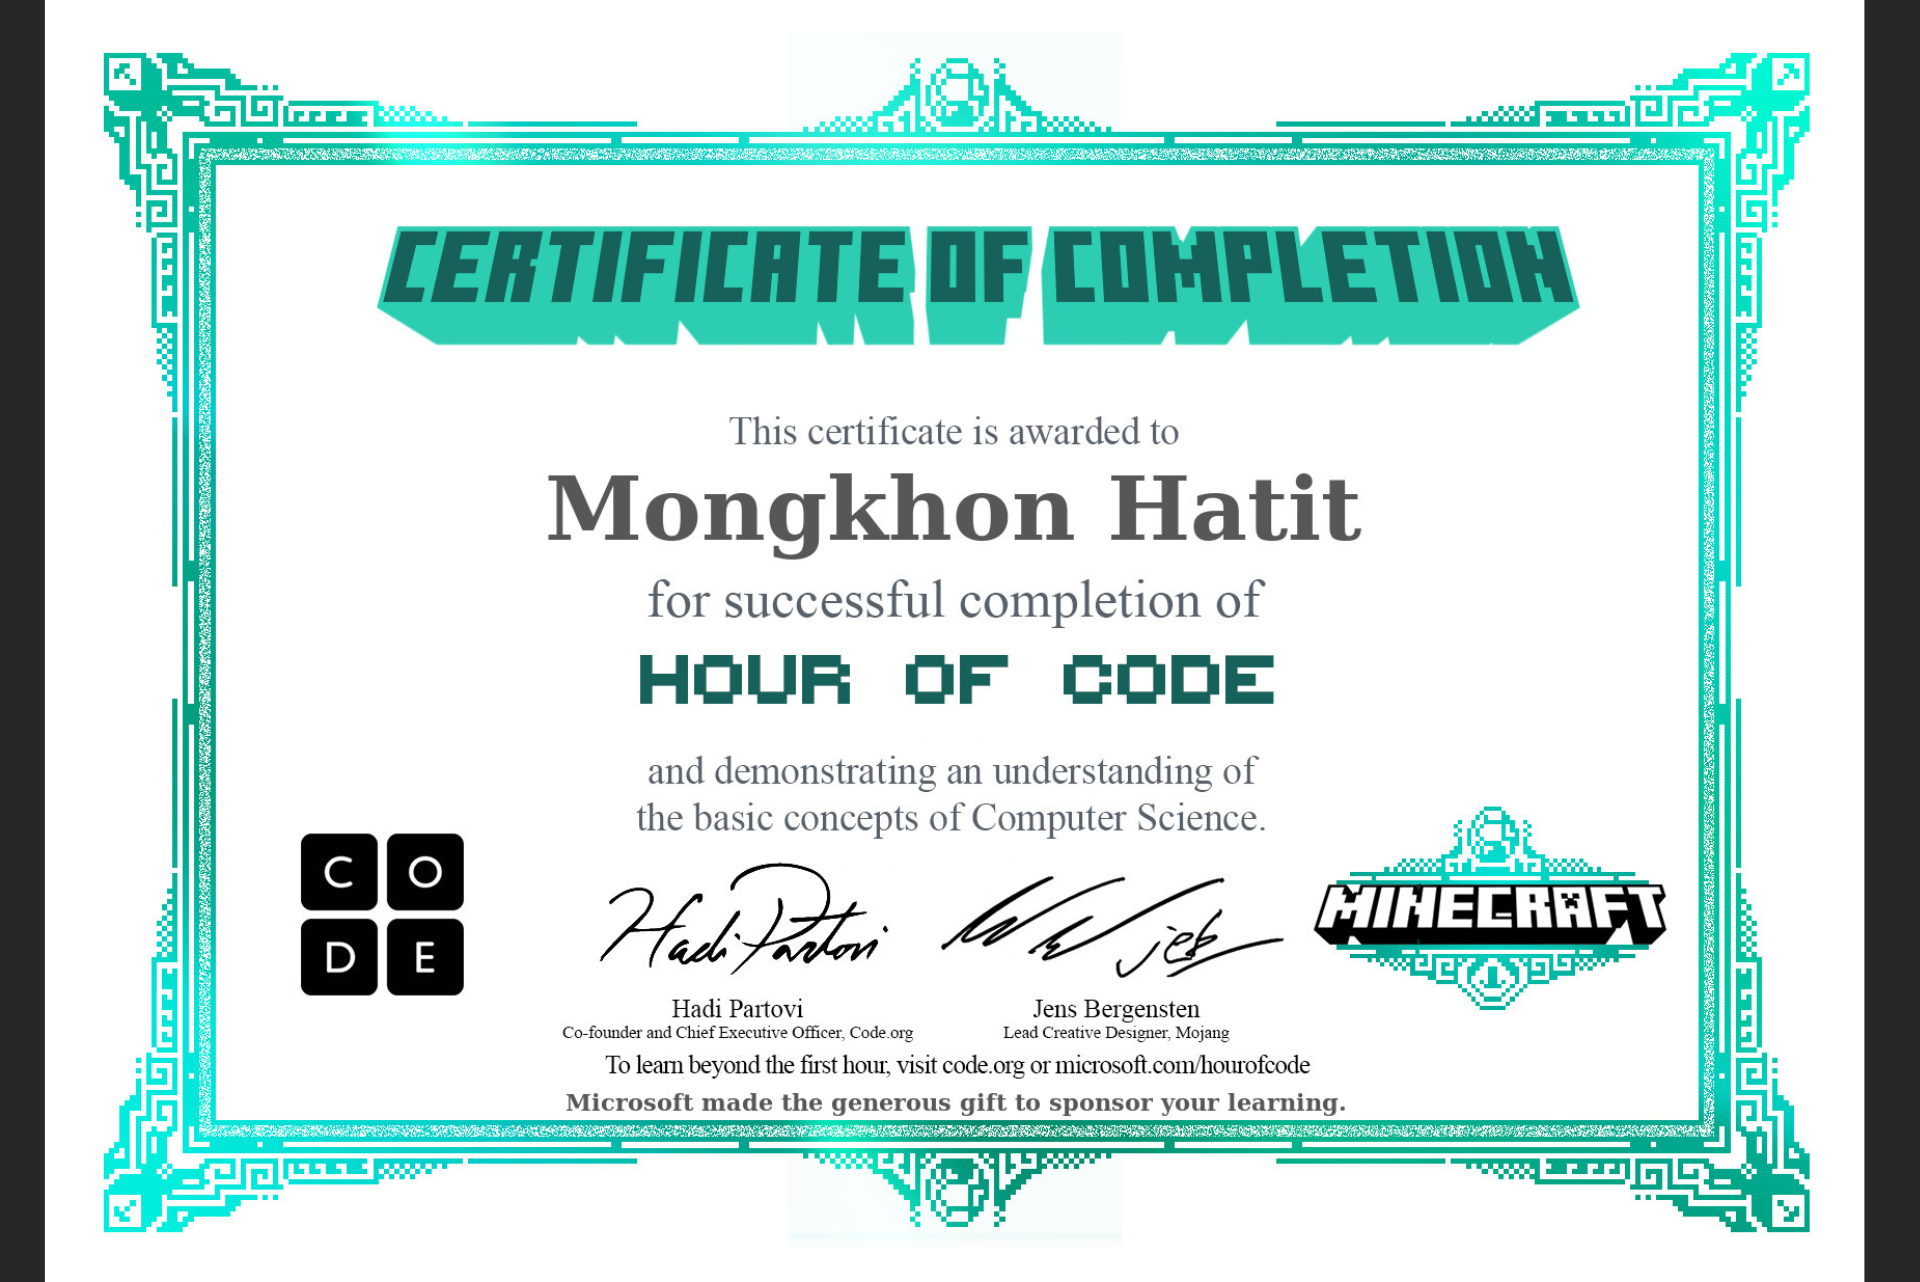 CERTIFICATE OF COMPLETION
This certificate is awarded to
Mongkhon Hatit
for successful completion of
HOUR OF CODE
and demonstrating an understanding of
the basic concepts of Computer Science.
C O
D E
Hadi Partovi
jeb
MINECRAFT
Hadi Partovi
Co-founder and Chief Executive Officer, Code.org
Jens Bergensten
Lead Creative Designer, Mojang
To learn beyond the first hour, visit code.org or microsoft.com/hourofcode
Microsoft made the generous gift to sponsor your learning.